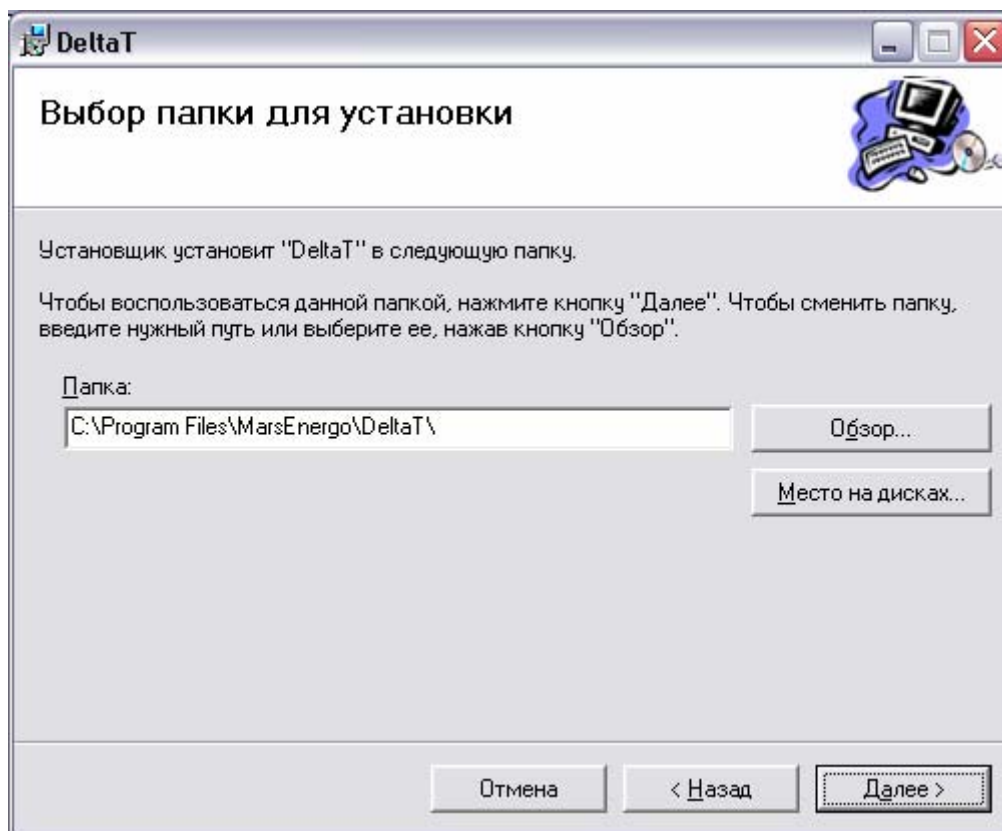 DeltaT
Выбор папки для установки
Установщик установит "DeltaT" в следующую папку.
Чтобы воспользоваться данной папкой, нажмите кнопку "Далее". Чтобы сменить папку,
введите нужный путь или выберите ее, нажав кнопку "Обзор".
Папка:
C:\Program Files\MarsEnergo\DeltaT\
Обзор...
Место на дисках...
Отмена
< Назад
Далее >